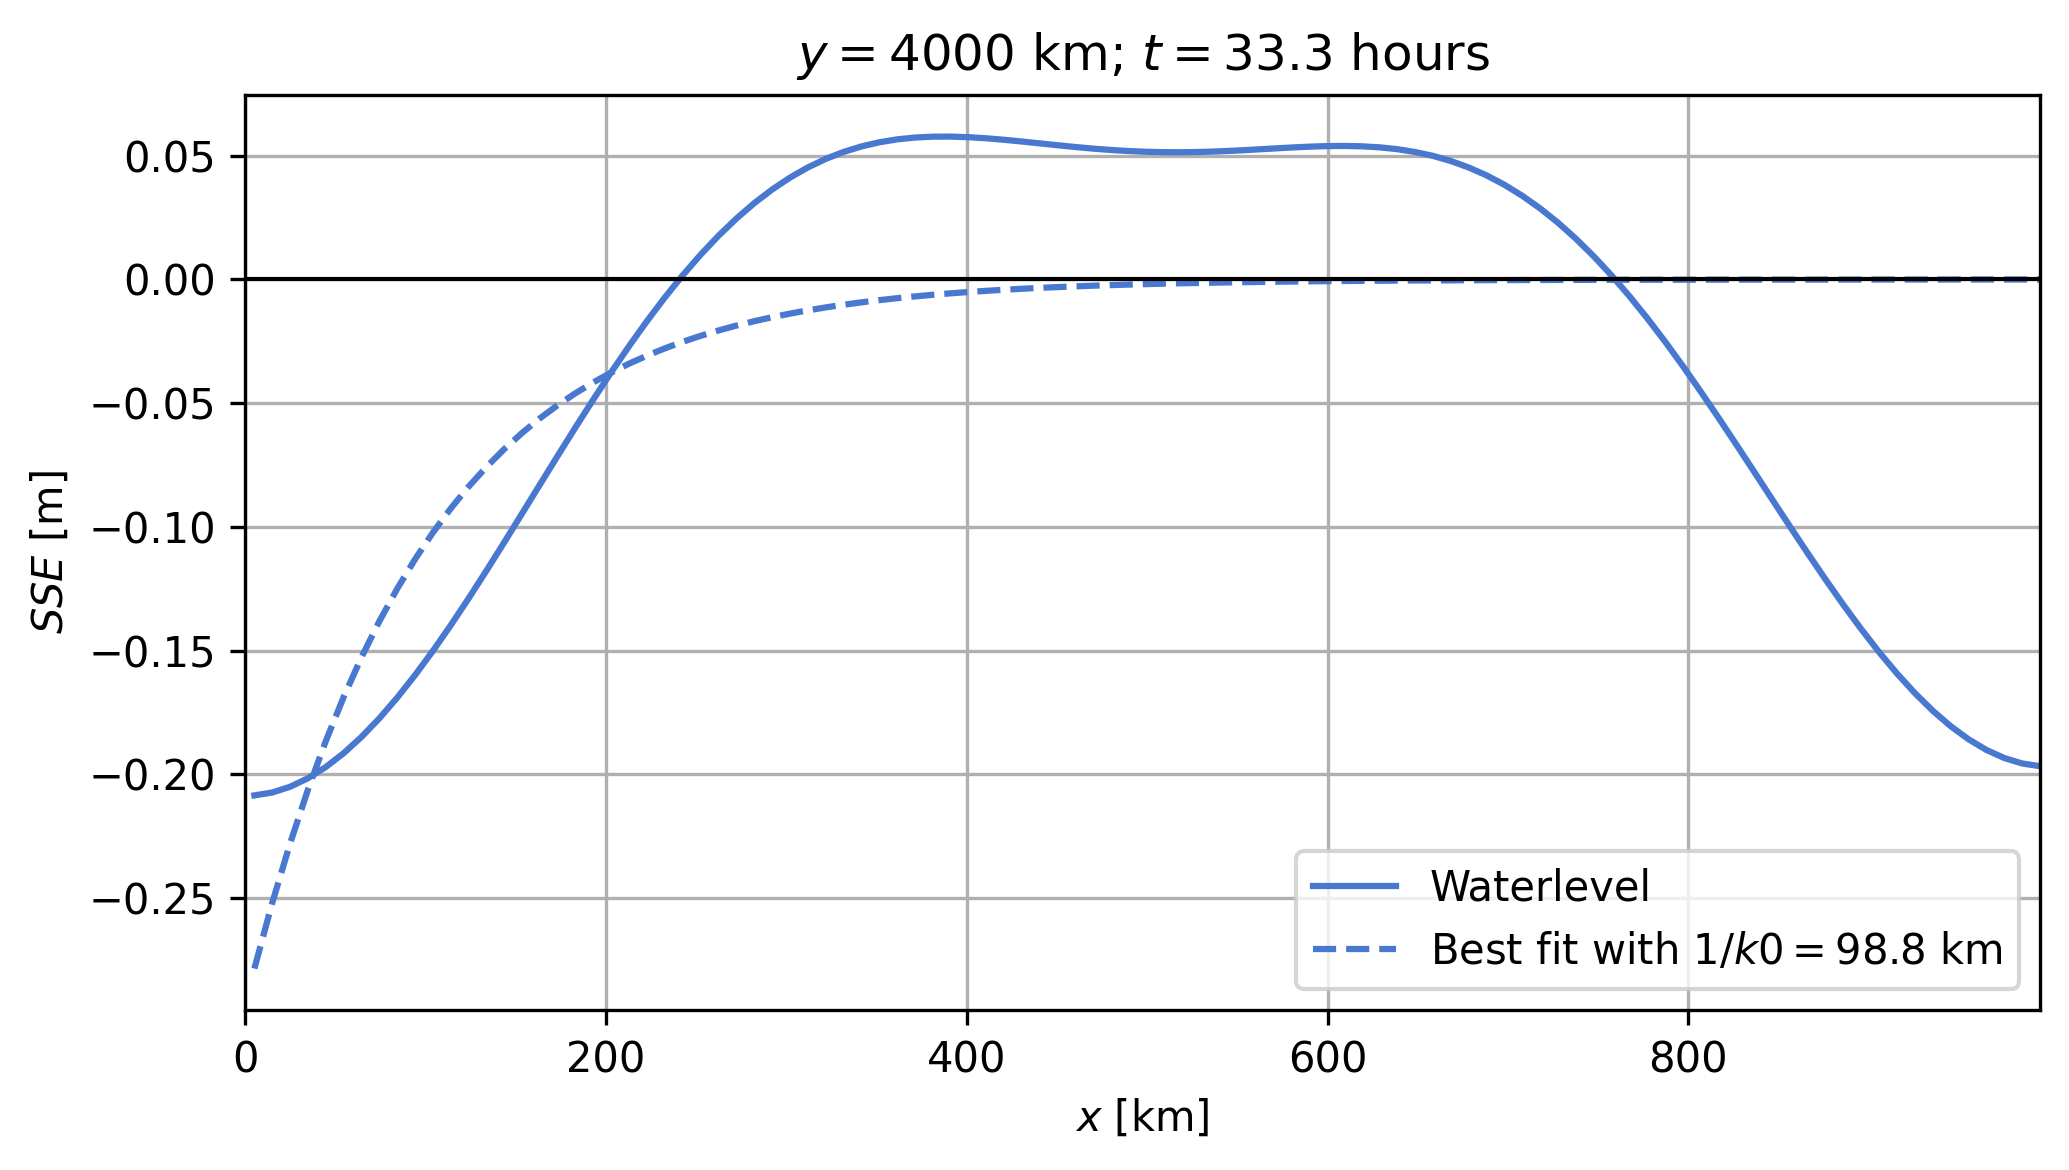 y = 4000 km; t = 33.3 hours
SSE [m]
0.05
0.00
−0.05
−0.10
−0.15
−0.20
−0.25
Waterlevel
Best fit with 1/k0 = 98.8 km
0 200 400 600 800
x [km]